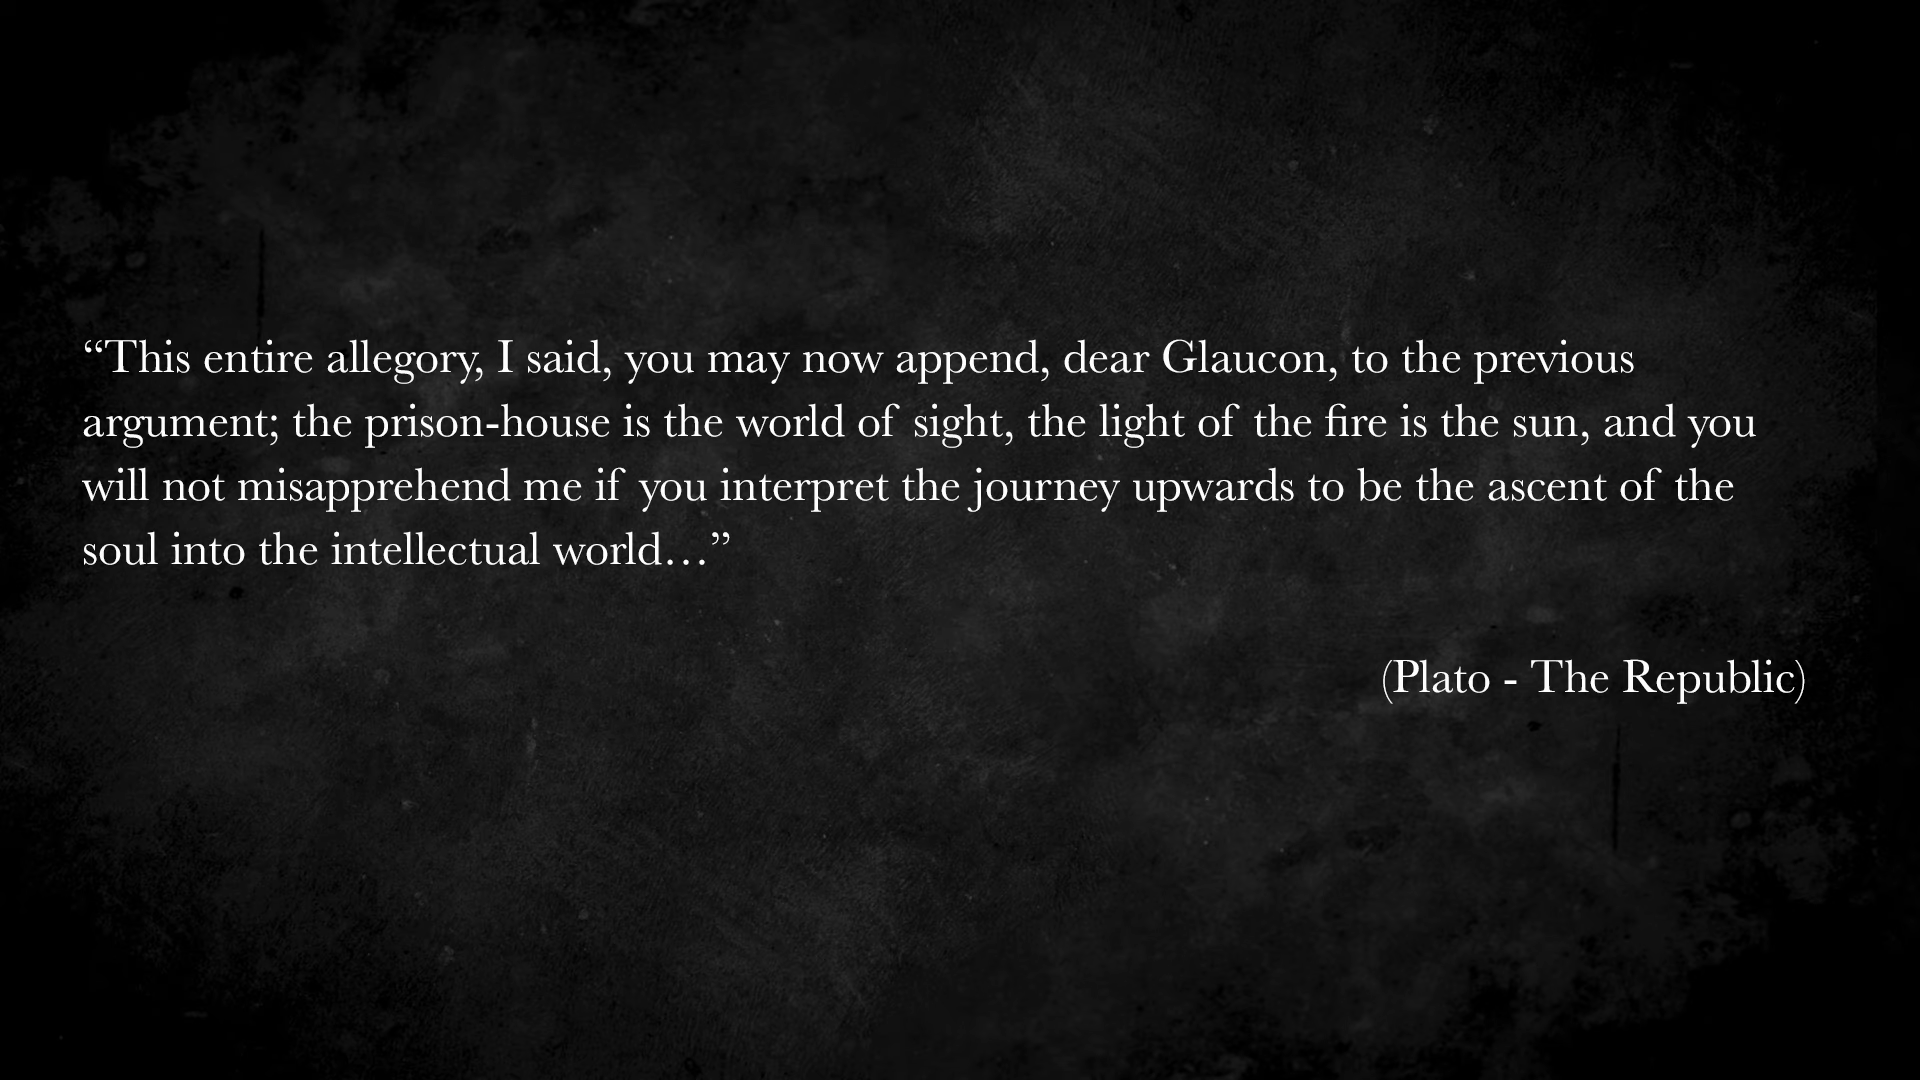 “This entire allegory, I said, you may now append, dear Glaucon, to the previous
argument; the prison-house is the world of sight, the light of the fire is the sun, and you
will not misapprehend me if you interpret the journey upwards to be the ascent of the
soul into the intellectual world…”
(Plato - The Republic)